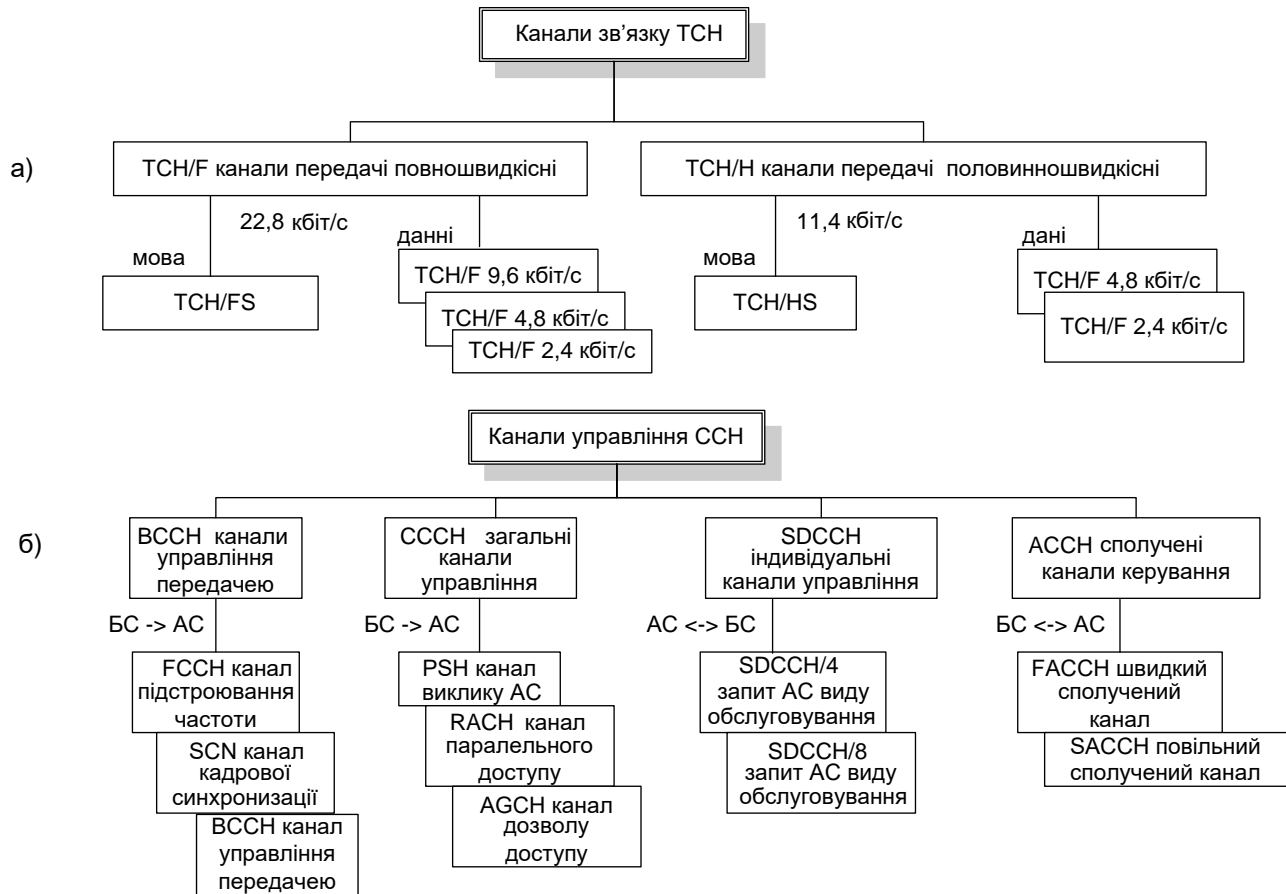 Канали зв’язку TCH
а)
TCH/F канали передачі повношвидкісні
TCH/H канали передачі половинношвидкісні
22,8 кбіт/с
11,4 кбіт/с
мова
данні
мова
дані
TCH/FS
TCH/F 9,6 кбіт/с
TCH/F 4,8 кбіт/с
TCH/F 2,4 кбіт/с
TCH/HS
TCH/F 4,8 кбіт/с
TCH/F 2,4 кбіт/с
Канали управління CCH
б)
BCCH канали
управління
передачею
CCCH загальні
канали
управління
SDCCH
індивідуальні
канали управління
ACCH сполучені
канали керування
БС -> АС
БС -> АС
АС <-> БС
БС <-> АС
FCCH канал
підстроювання
частоти
SCN канал
кадрової
синхронизації
BCCH канал
управління
передачею
PSH канал
виклику АС
RACH канал
паралельного
доступу
AGCH канал
дозволу
доступу
SDCCH/4
запит АС виду
обслуговування
SDCCH/8
запит АС виду
обслуговування
FACCH швидкий
сполучений
канал
SACCH повільний
сполучений канал